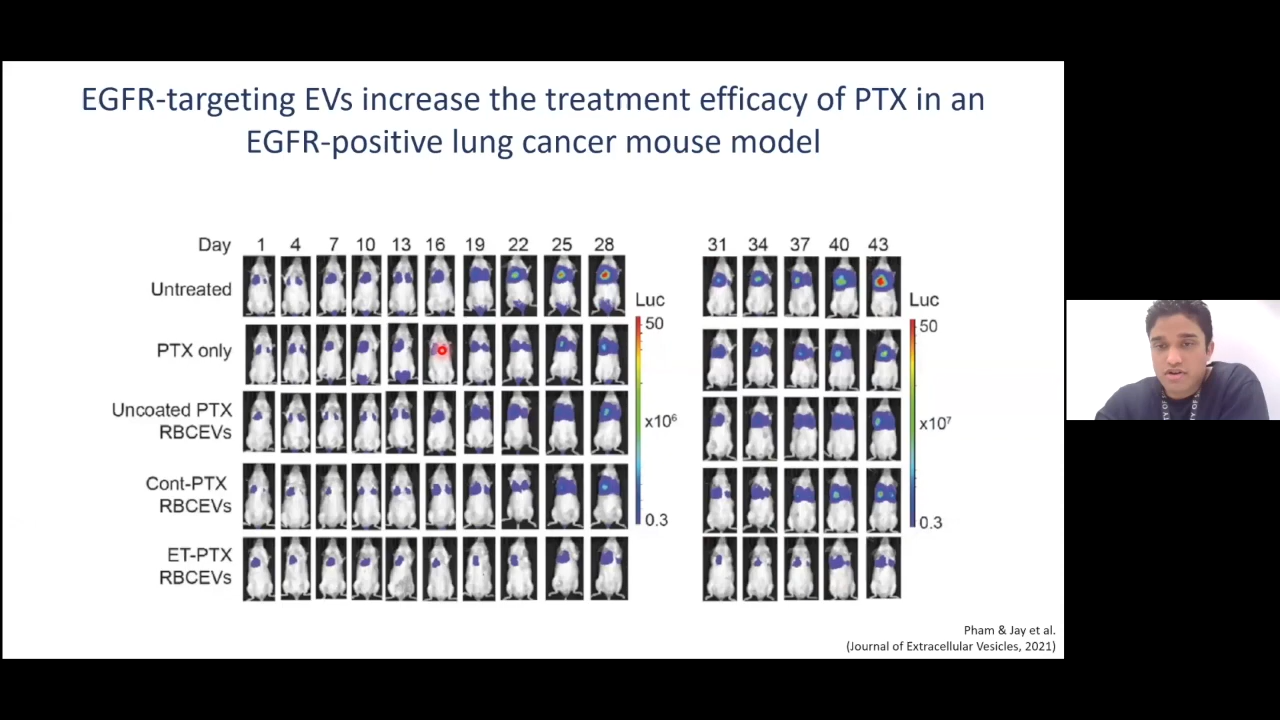 EGFR-targeting EVs increase the treatment efficacy of PTX in an
EGFR-positive lung cancer mouse model
Day 1 4 7 10 13 16 19 22 25 28 31 34 37 40 43
Untreated
Luc Luc
50 50
PTX only
Uncoated PTX
RBCEVs
x10⁶ x10⁷
Cont-PTX
RBCEVs
0.3 0.3
ET-PTX
RBCEVs
Pham & Jay et al.
(Journal of Extracellular Vesicles, 2021)